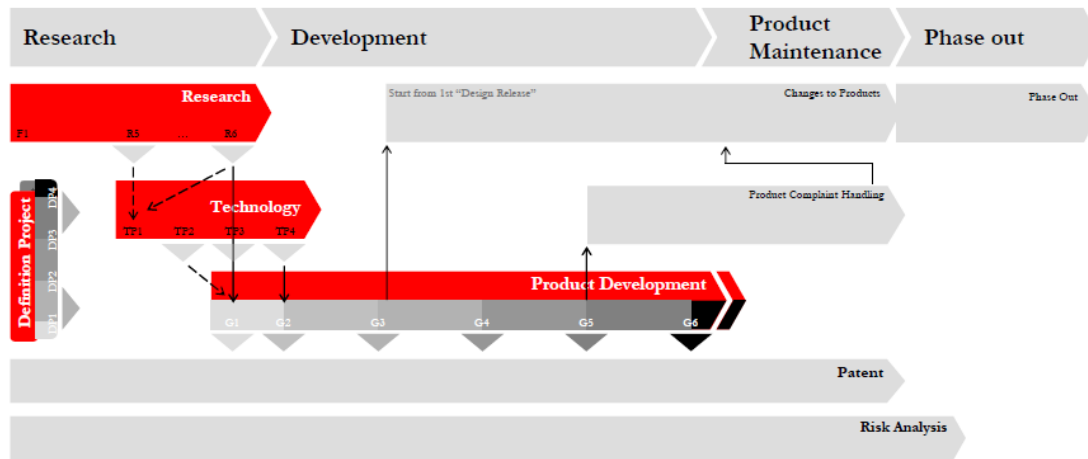 Research
Development
Product
Maintenance
Phase out
Research
F1
R5
...
R6
Start from 1st “Design Release”
Changes to Products
Phase Out
Definition Project
DP1
DP2
DP3
DP4
Technology
TP1
TP2
TP3
TP4
Product Complaint Handling
Product Development
G1
G2
G3
G4
G5
G6
Patent
Risk Analysis